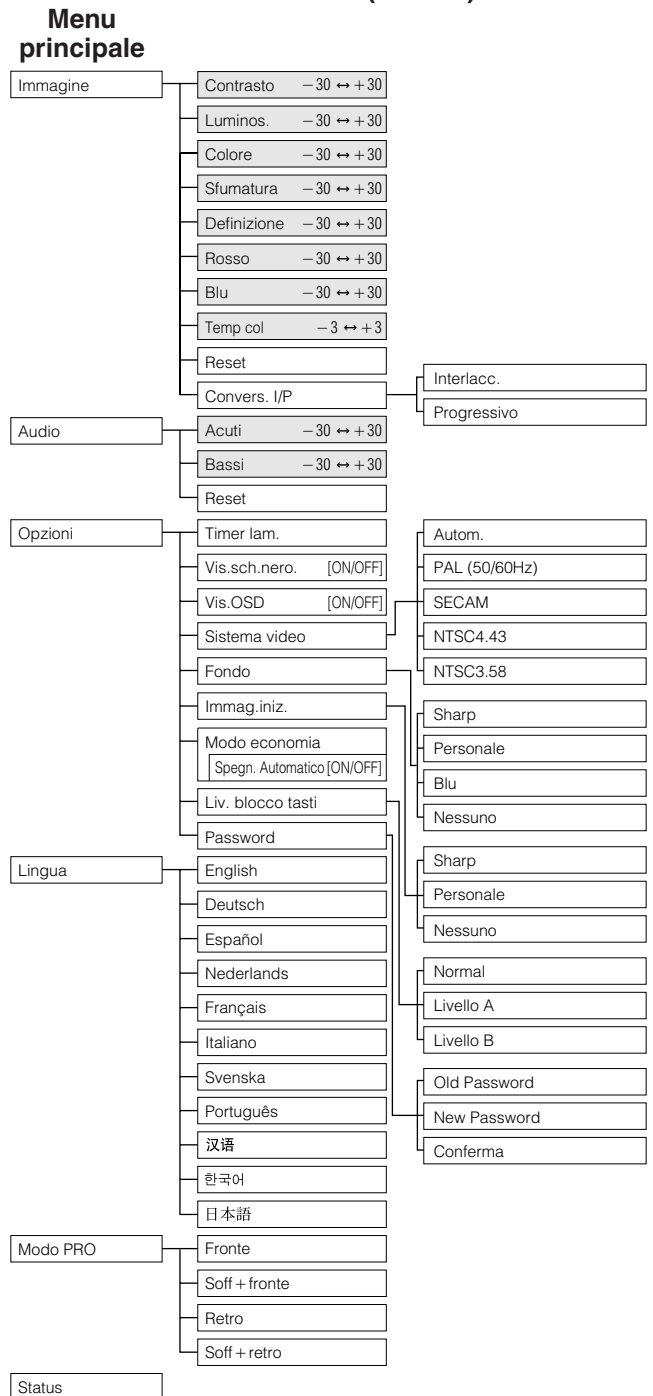 Menu
principale
Immagine
Contrasto −30 ↔ +30
Luminos. −30 ↔ +30
Colore −30 ↔ +30
Sfumatura −30 ↔ +30
Definizione −30 ↔ +30
Rosso −30 ↔ +30
Blu −30 ↔ +30
Temp col −3 ↔ +3
Reset
Convers. I/P
Interlacc.
Progressivo
Audio
Acuti −30 ↔ +30
Bassi −30 ↔ +30
Reset
Opzioni
Timer lam.
Vis.sch.nero. [ON/OFF]
Vis.OSD [ON/OFF]
Sistema video
Autom.
PAL (50/60Hz)
SECAM
NTSC4.43
NTSC3.58
Fondo
Sharp
Personale
Blu
Nessuno
Immag.iniz.
Sharp
Personale
Nessuno
Modo economia
Spegn. Automatico [ON/OFF]
Liv. blocco tasti
Normal
Livello A
Livello B
Password
Old Password
New Password
Conferma
Lingua
English
Deutsch
Español
Nederlands
Français
Italiano
Svenska
Português
汉语
한국어
日本語
Modo PRO
Fronte
Soff+fronte
Retro
Soff+retro
Status